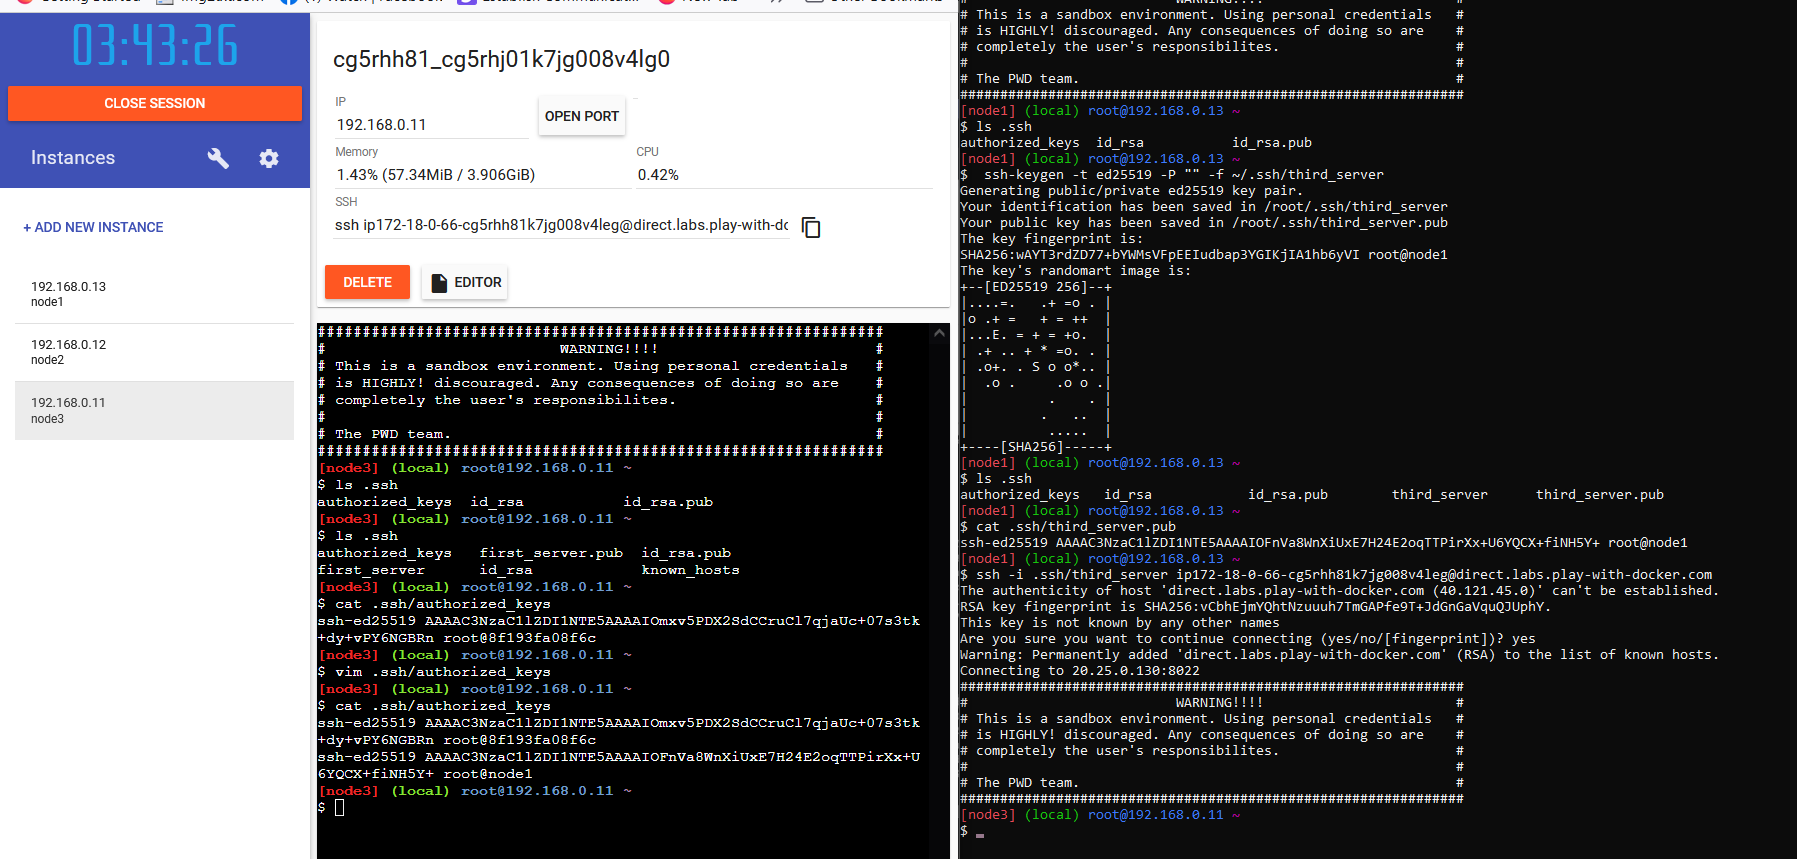 03:43:26
CLOSE SESSION
Instances
+ ADD NEW INSTANCE
192.168.0.13
node1
192.168.0.12
node2
192.168.0.11
node3
cg5rhh81_cg5rhj01k7jg008v4lg0
IP
192.168.0.11
OPEN PORT
Memory
1.43% (57.34MiB / 3.906GiB)
CPU
0.42%
SSH
ssh ip172-18-0-66-cg5rhh81k7jg008v4leg@direct.labs.play-with-dc
DELETE
EDITOR
###############################################################
# WARNING!!!! #
# This is a sandbox environment. Using personal credentials #
# is HIGHLY! discouraged. Any consequences of doing so are #
# completely the user's responsibilites. #
# #
# The PWD team. #
###############################################################
[node3] (local) root@192.168.0.11 ~
$ ls .ssh
authorized_keys id_rsa id_rsa.pub
[node3] (local) root@192.168.0.11 ~
$ ls .ssh
authorized_keys first_server.pub id_rsa.pub
first_server id_rsa known_hosts
[node3] (local) root@192.168.0.11 ~
$ cat .ssh/authorized_keys
ssh-ed25519 AAAAC3NzaC1lZDI1NTE5AAAAIOmxv5PDX2SdCCruCl7qjaUc+07s3tk
+dy+vPY6NGBRn root@8f193fa08f6c
[node3] (local) root@192.168.0.11 ~
$ vim .ssh/authorized_keys
[node3] (local) root@192.168.0.11 ~
$ cat .ssh/authorized_keys
ssh-ed25519 AAAAC3NzaC1lZDI1NTE5AAAAIOmxv5PDX2SdCCruCl7qjaUc+07s3tk
+dy+vPY6NGBRn root@8f193fa08f6c
ssh-ed25519 AAAAC3NzaC1lZDI1NTE5AAAAIOFnVa8WnXiUxE7H24E2oqTTPirXx+U
6YQCX+fiNH5Y+ root@node1
[node3] (local) root@192.168.0.11 ~
$
# This is a sandbox environment. Using personal credentials #
# is HIGHLY! discouraged. Any consequences of doing so are #
# completely the user's responsibilites. #
# #
# The PWD team. #
###############################################################
[node1] (local) root@192.168.0.13 ~
$ ls .ssh
authorized_keys id_rsa id_rsa.pub
[node1] (local) root@192.168.0.13 ~
$ ssh-keygen -t ed25519 -P "" -f ~/.ssh/third_server
Generating public/private ed25519 key pair.
Your identification has been saved in /root/.ssh/third_server
Your public key has been saved in /root/.ssh/third_server.pub
The key fingerprint is:
SHA256:wAYT3rdZD77+bYWMsVFpEEIudbap3YGIKjIA1hb6yVI root@node1
The key's randomart image is:
+--[ED25519 256]--+
|....=. .+ =o . |
|o .+ = + = ++ |
|...E. = + = +o. |
| .+ .. + * =o. . |
| .o+. . S o o*.. |
| .o . .o o .|
| . . |
| . .. |
| ..... |
+----[SHA256]-----+
[node1] (local) root@192.168.0.13 ~
$ ls .ssh
authorized_keys id_rsa id_rsa.pub third_server third_server.pub
[node1] (local) root@192.168.0.13 ~
$ cat .ssh/third_server.pub
ssh-ed25519 AAAAC3NzaC1lZDI1NTE5AAAAIOFnVa8WnXiUxE7H24E2oqTTPirXx+U6YQCX+fiNH5Y+ root@node1
[node1] (local) root@192.168.0.13 ~
$ ssh -i .ssh/third_server ip172-18-0-66-cg5rhh81k7jg008v4leg@direct.labs.play-with-docker.com
The authenticity of host 'direct.labs.play-with-docker.com (40.121.45.0)' can't be established.
RSA key fingerprint is SHA256:vCbhEjmYQhtNzuuuh7TmGAPfe9T+JdGnGaVquQJUphY.
This key is not known by any other names
Are you sure you want to continue connecting (yes/no/[fingerprint])? yes
Warning: Permanently added 'direct.labs.play-with-docker.com' (RSA) to the list of known hosts.
Connecting to 20.25.0.130:8022
###############################################################
# WARNING!!!! #
# This is a sandbox environment. Using personal credentials #
# is HIGHLY! discouraged. Any consequences of doing so are #
# completely the user's responsibilites. #
# #
# The PWD team. #
###############################################################
[node3] (local) root@192.168.0.11 ~
$